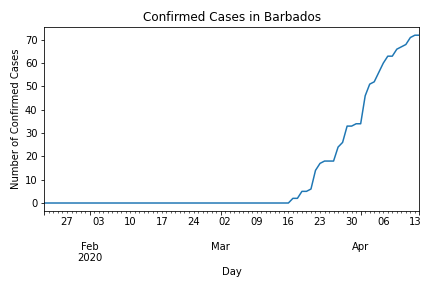 Confirmed Cases in Barbados
Number of Confirmed Cases
70
60
50
40
30
20
10
0
27 03 10 17 24 02 09 16 23 30 06 13
Feb Mar Apr
2020
Day